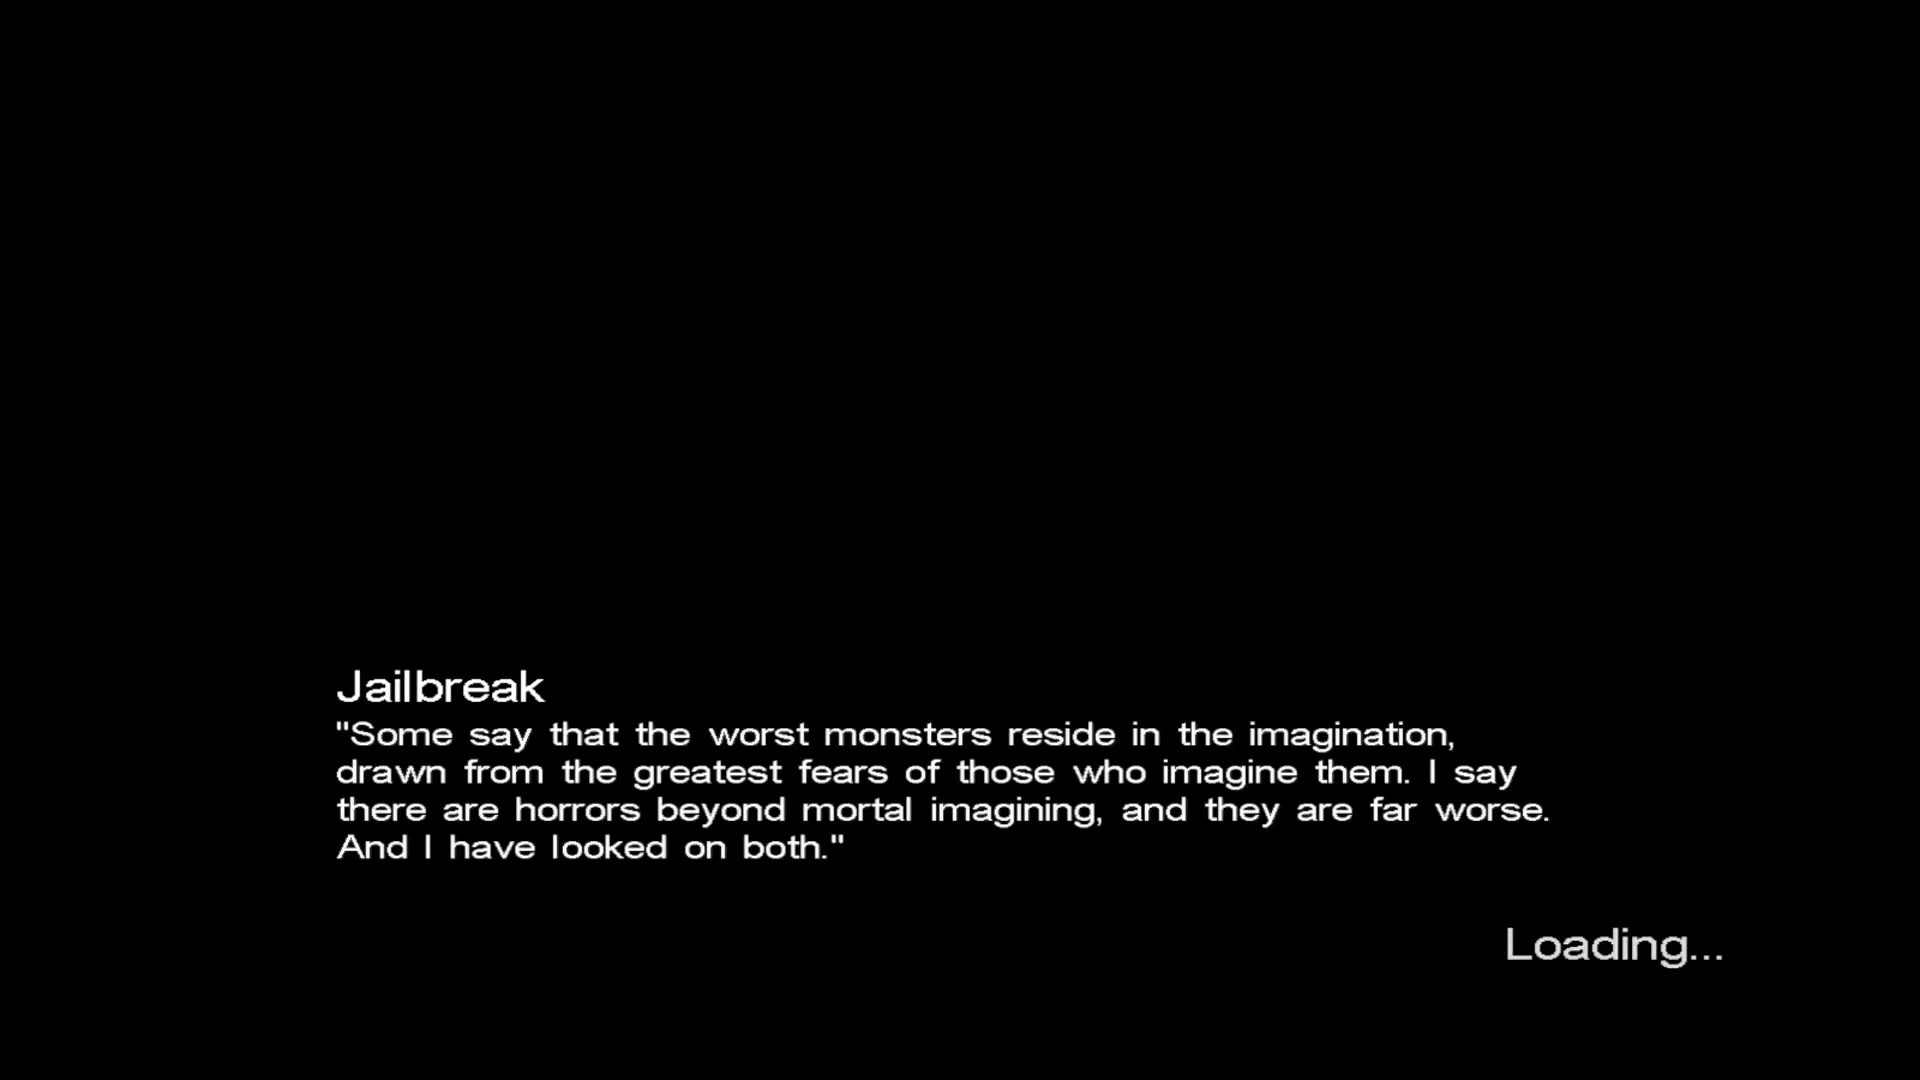 Jailbreak
"Some say that the worst monsters reside in the imagination,
drawn from the greatest fears of those who imagine them. I say
there are horrors beyond mortal imagining, and they are far worse.
And I have looked on both."
Loading...